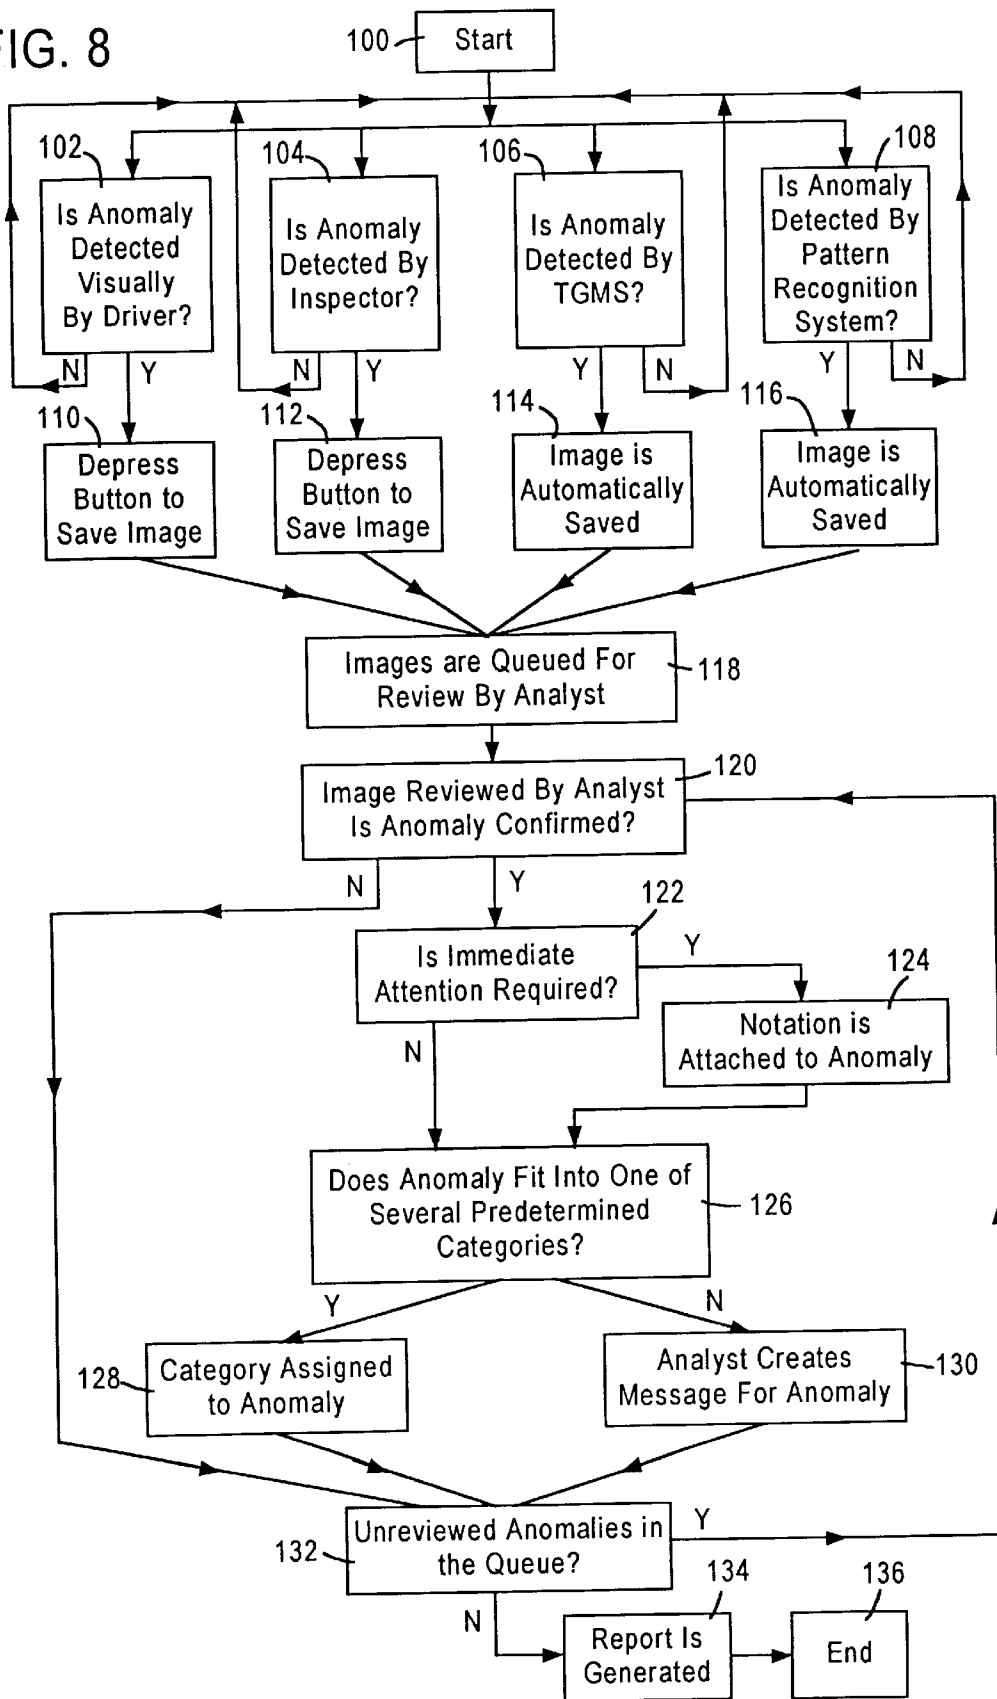 FIG. 8
100
Start
102
104
106
108
Is Anomaly
Detected
Visually
By Driver?
Is Anomaly
Detected By
Inspector?
Is Anomaly
Detected By
TGMS?
Is Anomaly
Detected By
Pattern
Recognition
System?
N
Y
N
Y
Y
N
Y
N
110
112
114
116
Depress
Button to
Save Image
Depress
Button to
Save Image
Image is
Automatically
Saved
Image is
Automatically
Saved
Images are Queued For
Review By Analyst
118
Image Reviewed By Analyst
Is Anomaly Confirmed?
120
N
Y
122
Is Immediate
Attention Required?
Y
N
124
Notation is
Attached to Anomaly
Does Anomaly Fit Into One of
Several Predetermined
Categories?
126
Y
N
128
Category Assigned
to Anomaly
Analyst Creates
Message For Anomaly
130
132
Unreviewed Anomalies in
the Queue?
Y
N
134
Report Is
Generated
136
End